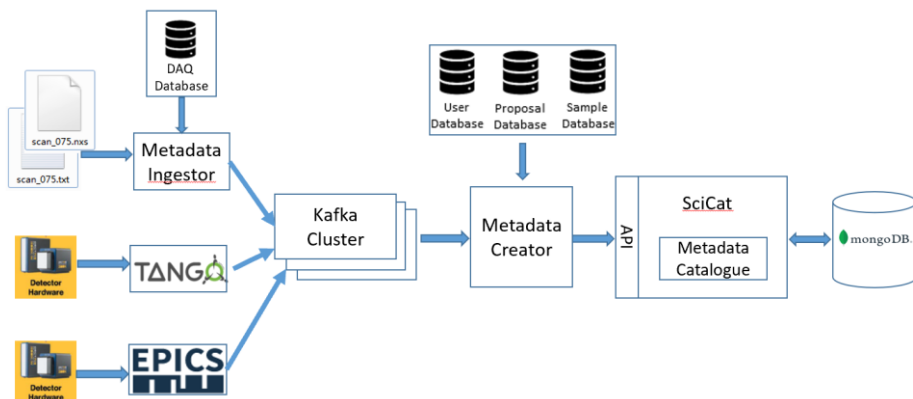 DAQ
Database
scan_075.nxs
scan_075.txt
Metadata
Ingestor
User
Database
Proposal
Database
Sample
Database
Kafka
Cluster
Metadata
Creator
API
SciCat
Metadata
Catalogue
mongoDB.
Detector
Hardware
TANGO
Detector
Hardware
EPICS